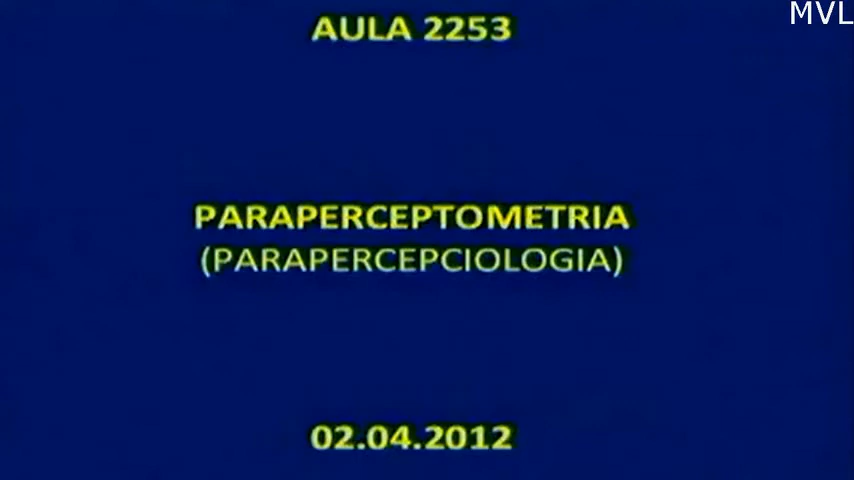 MVL
AULA 2253
PARAPERCEPTOMETRIA
(PARAPERCEPCIOLOGIA)
02.04.2012